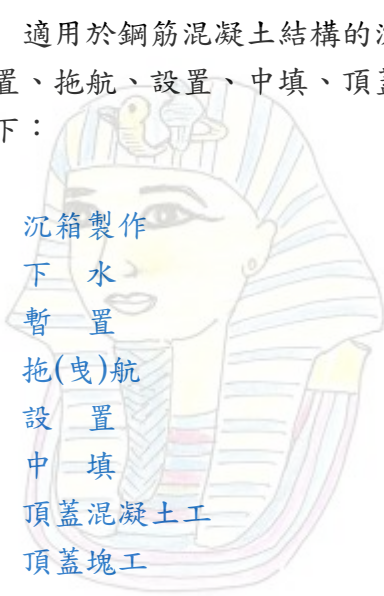 適用於鋼筋混凝土結構的
置、拖航、設置、中填、頂蓋
下：
沉箱製作
下 水
暫 置
拖(曳)航
設 置
中 填
頂蓋混凝土工
頂蓋塊工